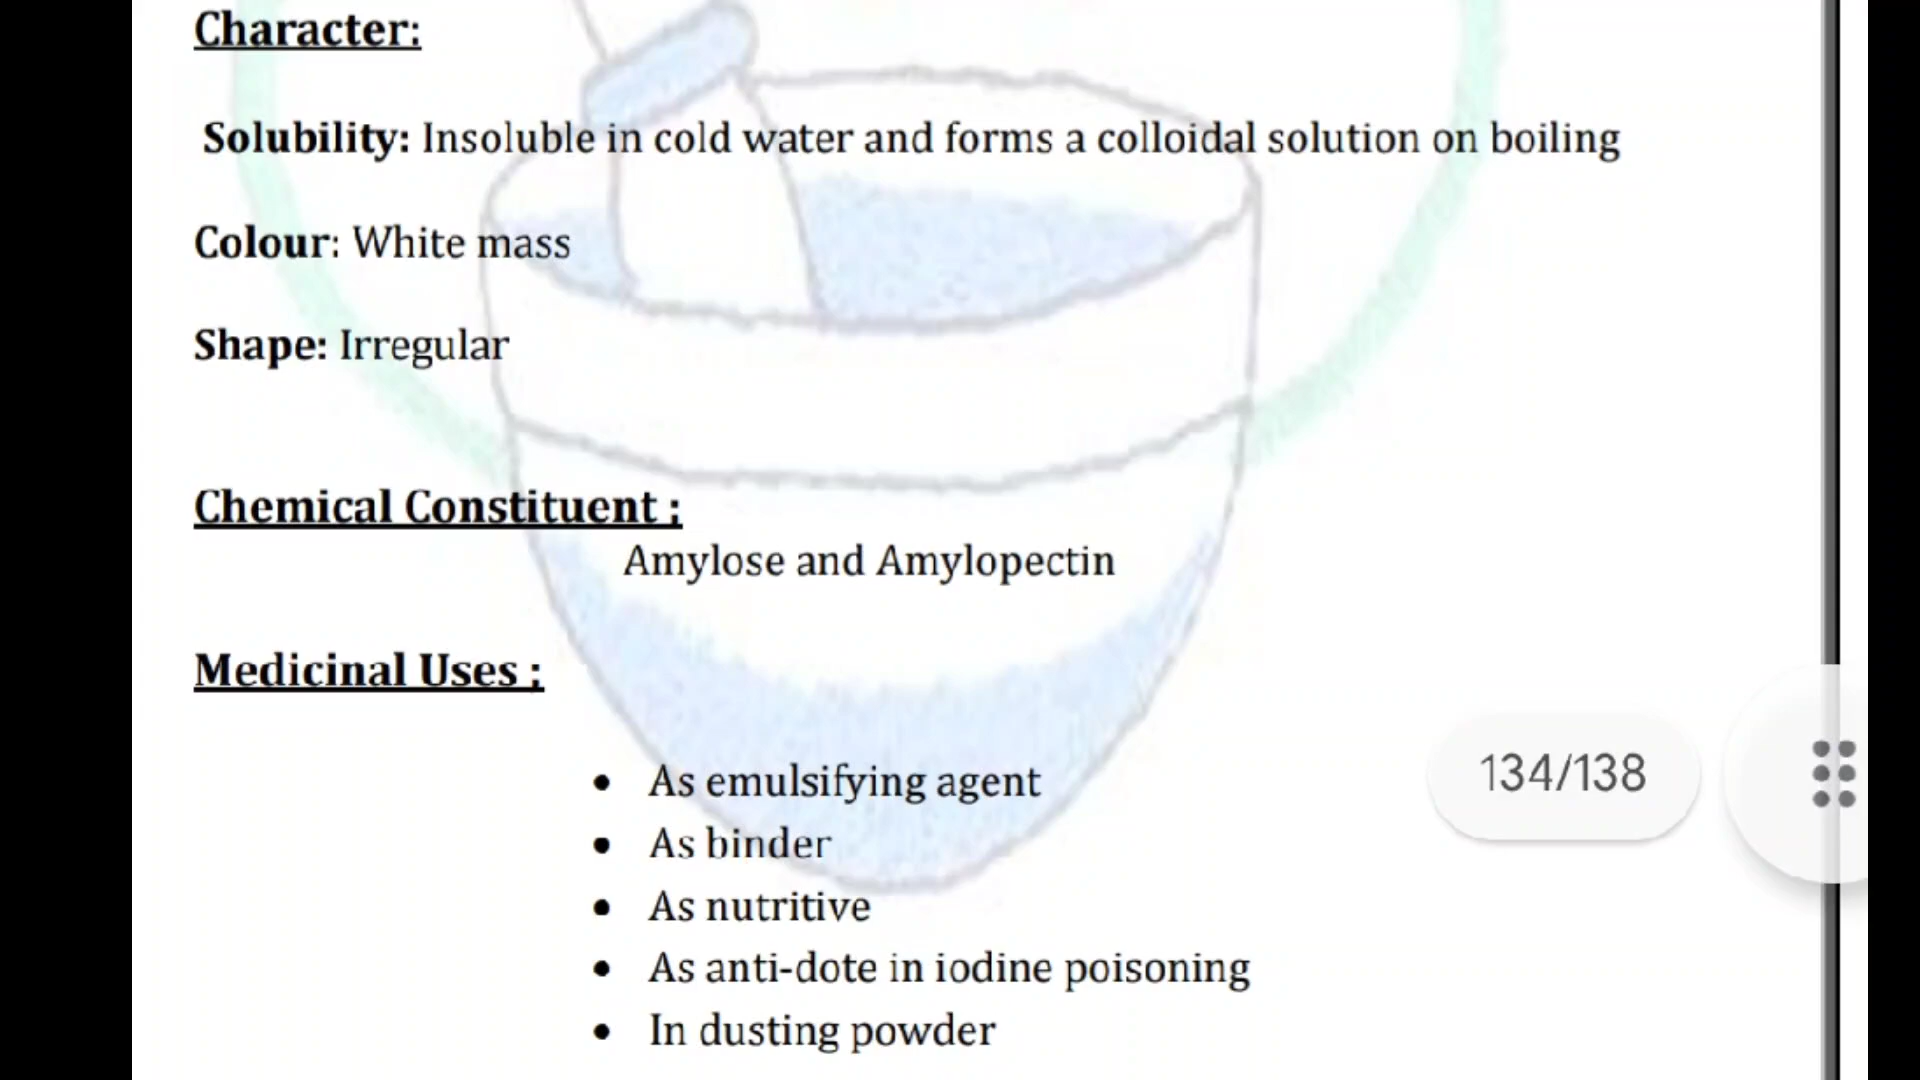 Character:
Solubility: Insoluble in cold water and forms a colloidal solution on boiling
Colour: White mass
Shape: Irregular
Chemical Constituent :
Amylose and Amylopectin
Medicinal Uses :
134/138
• As emulsifying agent
• As binder
• As nutritive
• As anti-dote in iodine poisoning
• In dusting powder